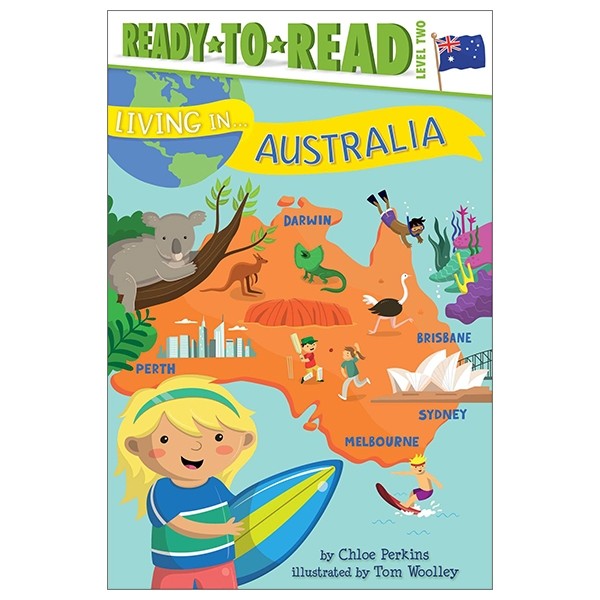 READY★TO★READ
LEVEL TWO
LIVING IN...
AUSTRALIA
DARWIN
BRISBANE
PERTH
SYDNEY
MELBOURNE
by Chloe Perkins
illustrated by Tom Woolley